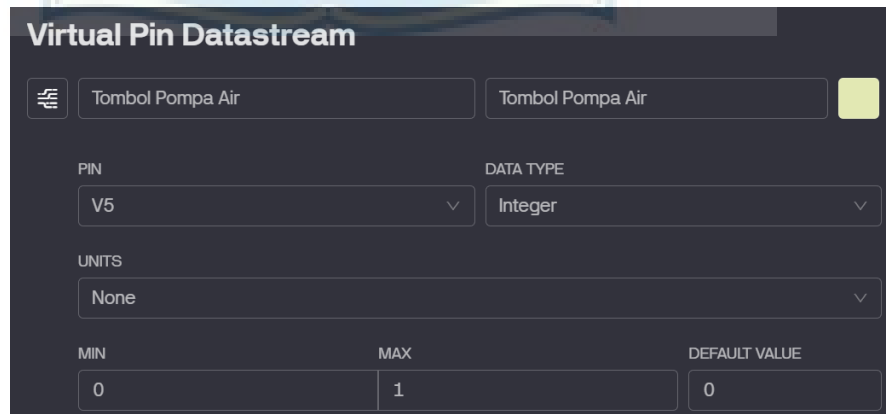 Virtual Pin Datastream
Tombol Pompa Air Tombol Pompa Air
PIN DATA TYPE
V5 Integer
UNITS
None
MIN MAX DEFAULT VALUE
0 1 0